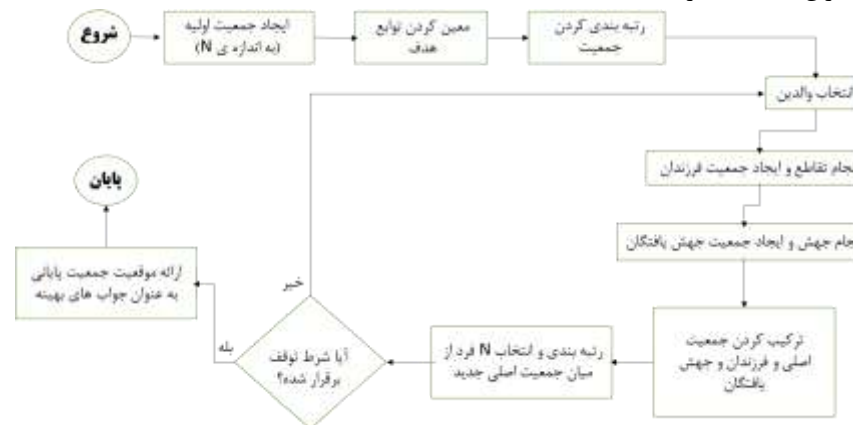 شروع
ایجاد جمعیت اولیه
(به اندازه ی N)
معین کردن توابع
هدف
رتبه بندی کردن
جمعیت
انتخاب والدین
نجام تقاطع و ایجاد جمعیت فرزندان
نجام جهش و ایجاد جمعیت جهش یافتگان
ترکیب کردن جمعیت
اصلی و فرزندان و جهش
یافتگان
رتبه بندی و انتخاب N فرد از
میان جمعیت اصلی جدید
آیا شرط توقف
برقرار شده؟
خیر
بله
ارائه موقعیت جمعیت پایانی
به عنوان جواب های بهینه
پایان